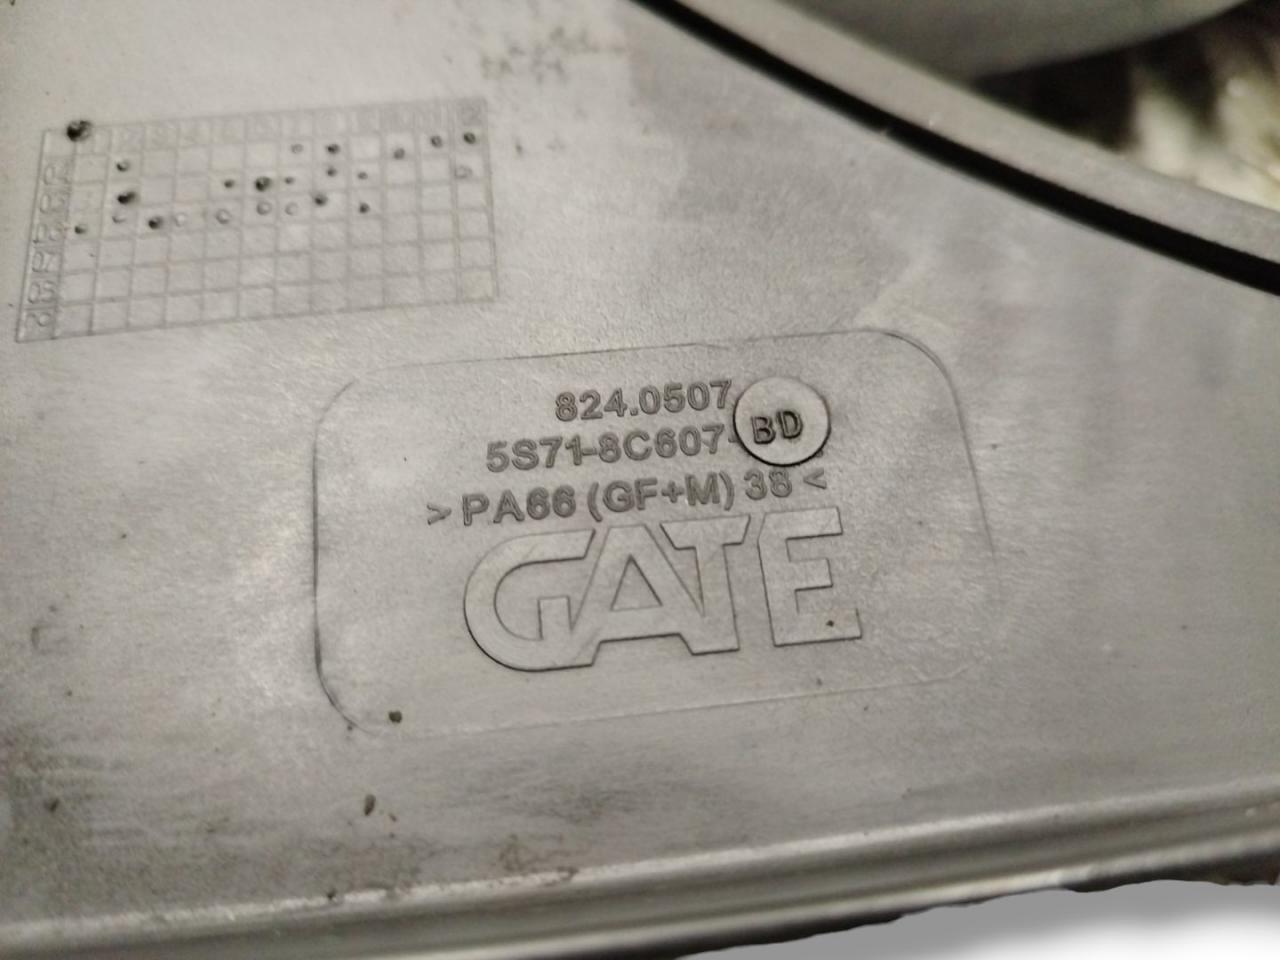 824.0507
5S71-8C607-BD
>PA66 (GF+M) 38<
GATE